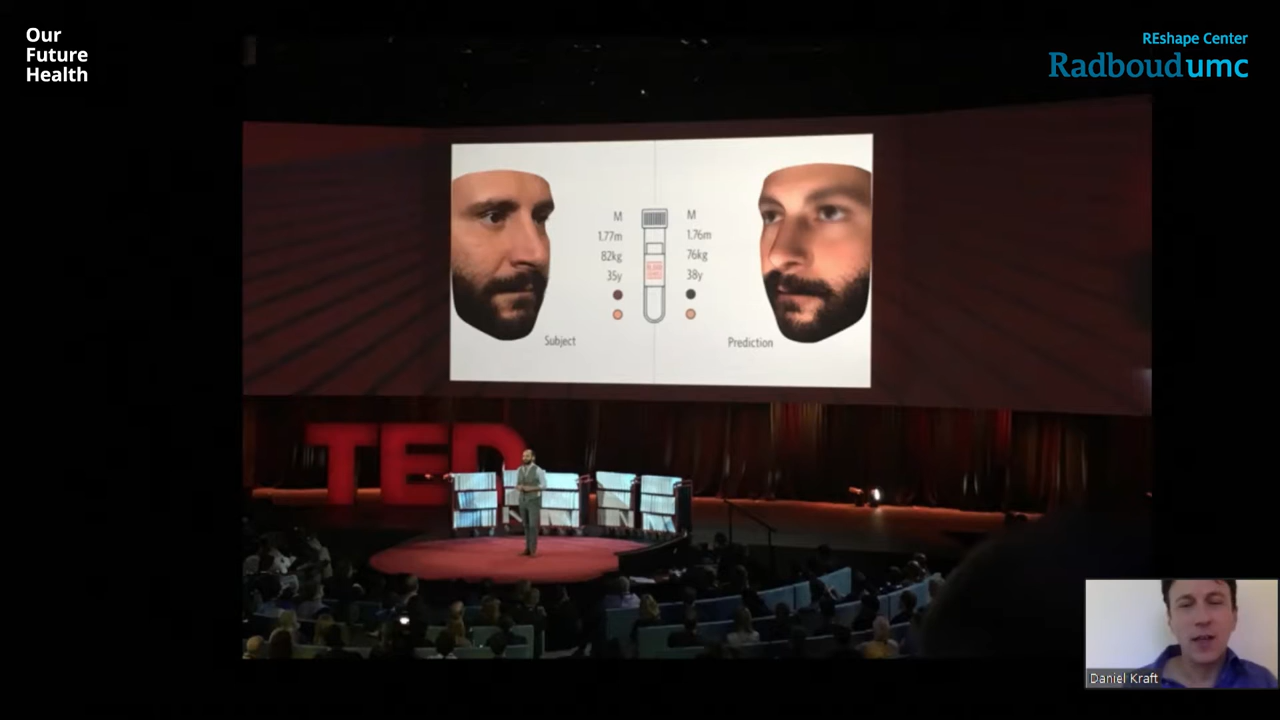 Our
Future
Health
REshape Center
Radboudumc
M
1.77m
82kg
35y
Subject
M
1.76m
76kg
38y
Prediction
TED
Daniel Kraft